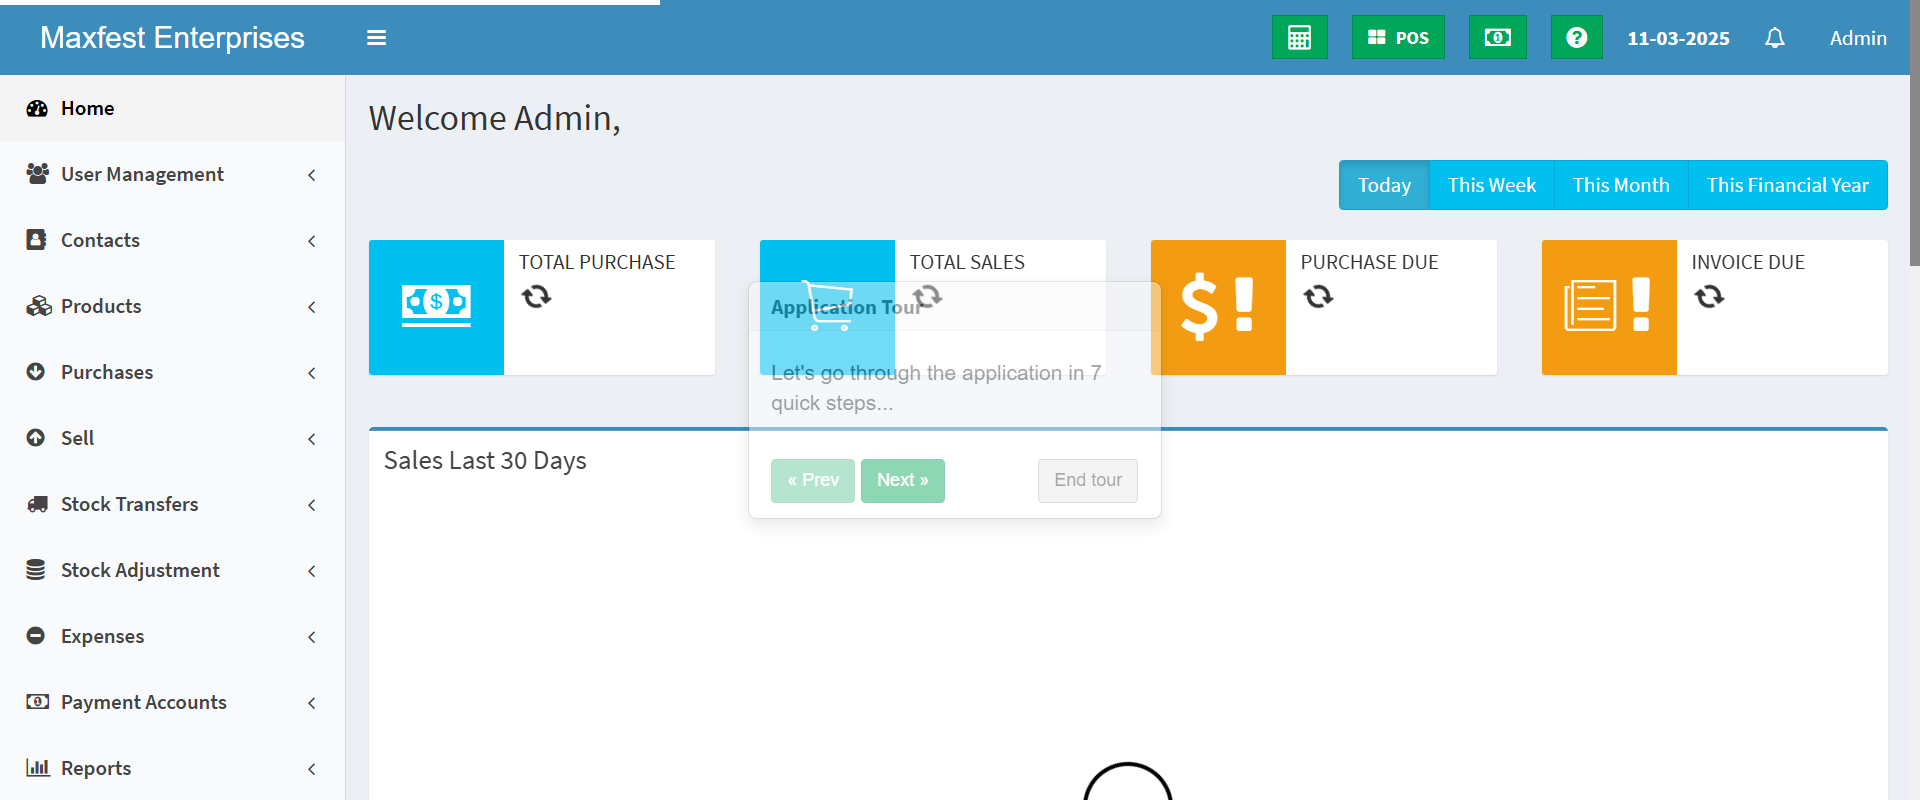 Maxfest Enterprises
POS
11-03-2025
Admin
Home
User Management
Contacts
Products
Purchases
Sell
Stock Transfers
Stock Adjustment
Expenses
Payment Accounts
Reports
Welcome Admin,
Today
This Week
This Month
This Financial Year
TOTAL PURCHASE
TOTAL SALES
PURCHASE DUE
INVOICE DUE
Application Tour
Let's go through the application in 7
quick steps...
« Prev
Next »
End tour
Sales Last 30 Days